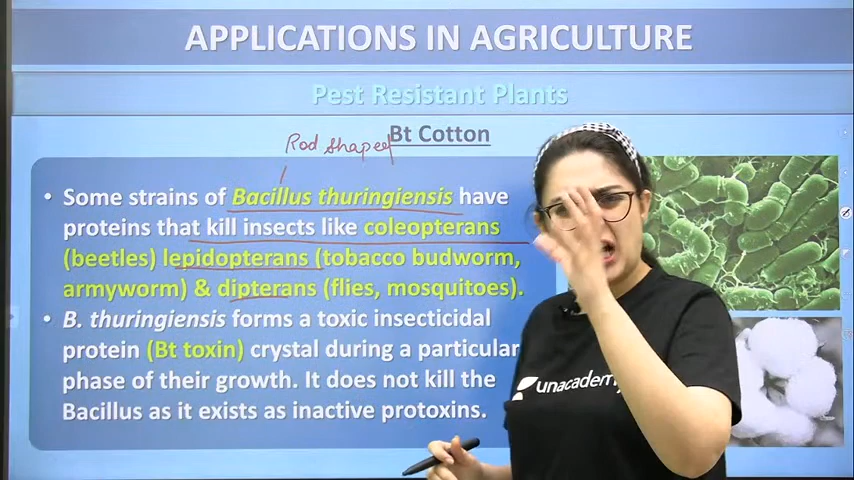 APPLICATIONS IN AGRICULTURE
Pest Resistant Plants
Bt Cotton
Rod shaped
• Some strains of Bacillus thuringiensis have
proteins that kill insects like coleopterans
(beetles) lepidopterans (tobacco budworm,
armyworm) & dipterans (flies, mosquitoes).
• B. thuringiensis forms a toxic insecticidal
protein (Bt toxin) crystal during a particular
phase of their growth. It does not kill the
Bacillus as it exists as inactive protoxins.
unacademy